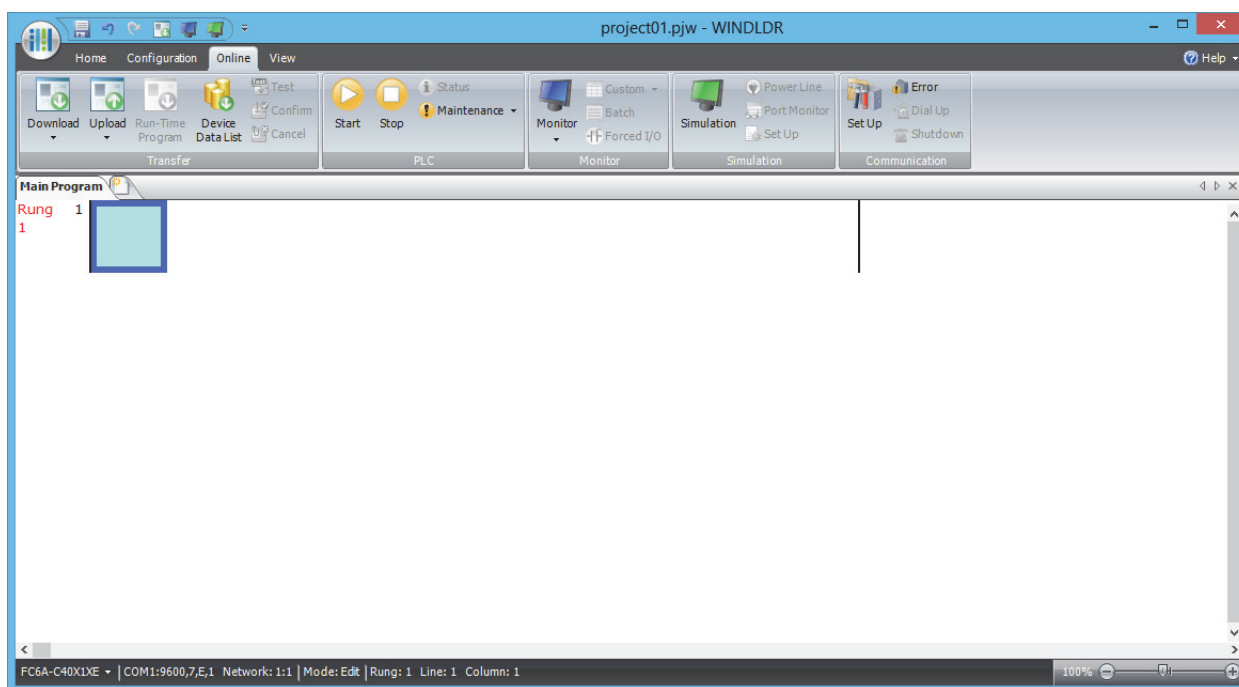 project01.pjw - WINDLDR
Home Configuration Online View
Help
Download Upload Run-Time Program Device Data List Test Confirm Cancel
Transfer
Start Stop Status Maintenance
PLC
Monitor Custom Batch Forced I/O
Monitor
Simulation Power Line Port Monitor Set Up
Simulation
Set Up Error Dial Up Shutdown
Communication
Main Program
Rung 1
1
FC6A-C40X1XE COM1:9600,7,E,1 Network: 1:1 Mode: Edit Rung: 1 Line: 1 Column: 1 100%